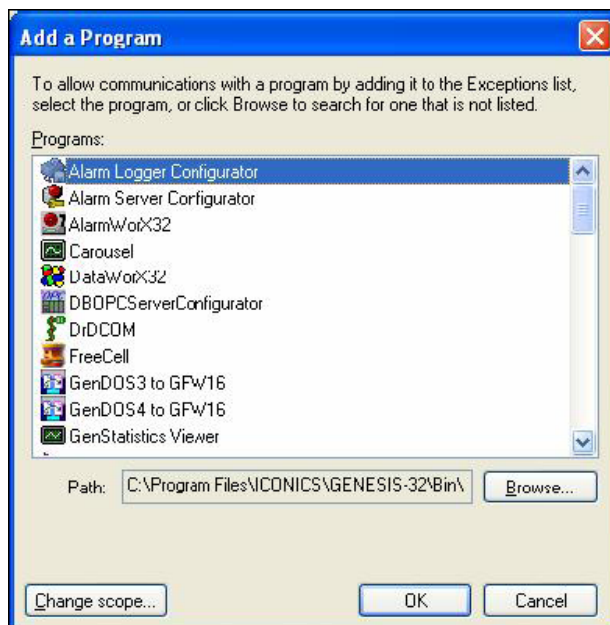 Add a Program
To allow communications with a program by adding it to the Exceptions list,
select the program, or click Browse to search for one that is not listed.
Programs:
Alarm Logger Configurator
Alarm Server Configurator
AlarmWorX32
Carousel
DataWorX32
DBOPCServerConfigurator
DrDCOM
FreeCell
GenDOS3 to GFW16
GenDOS4 to GFW16
GenStatistics Viewer
Path: C:\Program Files\ICONICS\GENESIS-32\Bin\ Browse...
Change scope... OK Cancel